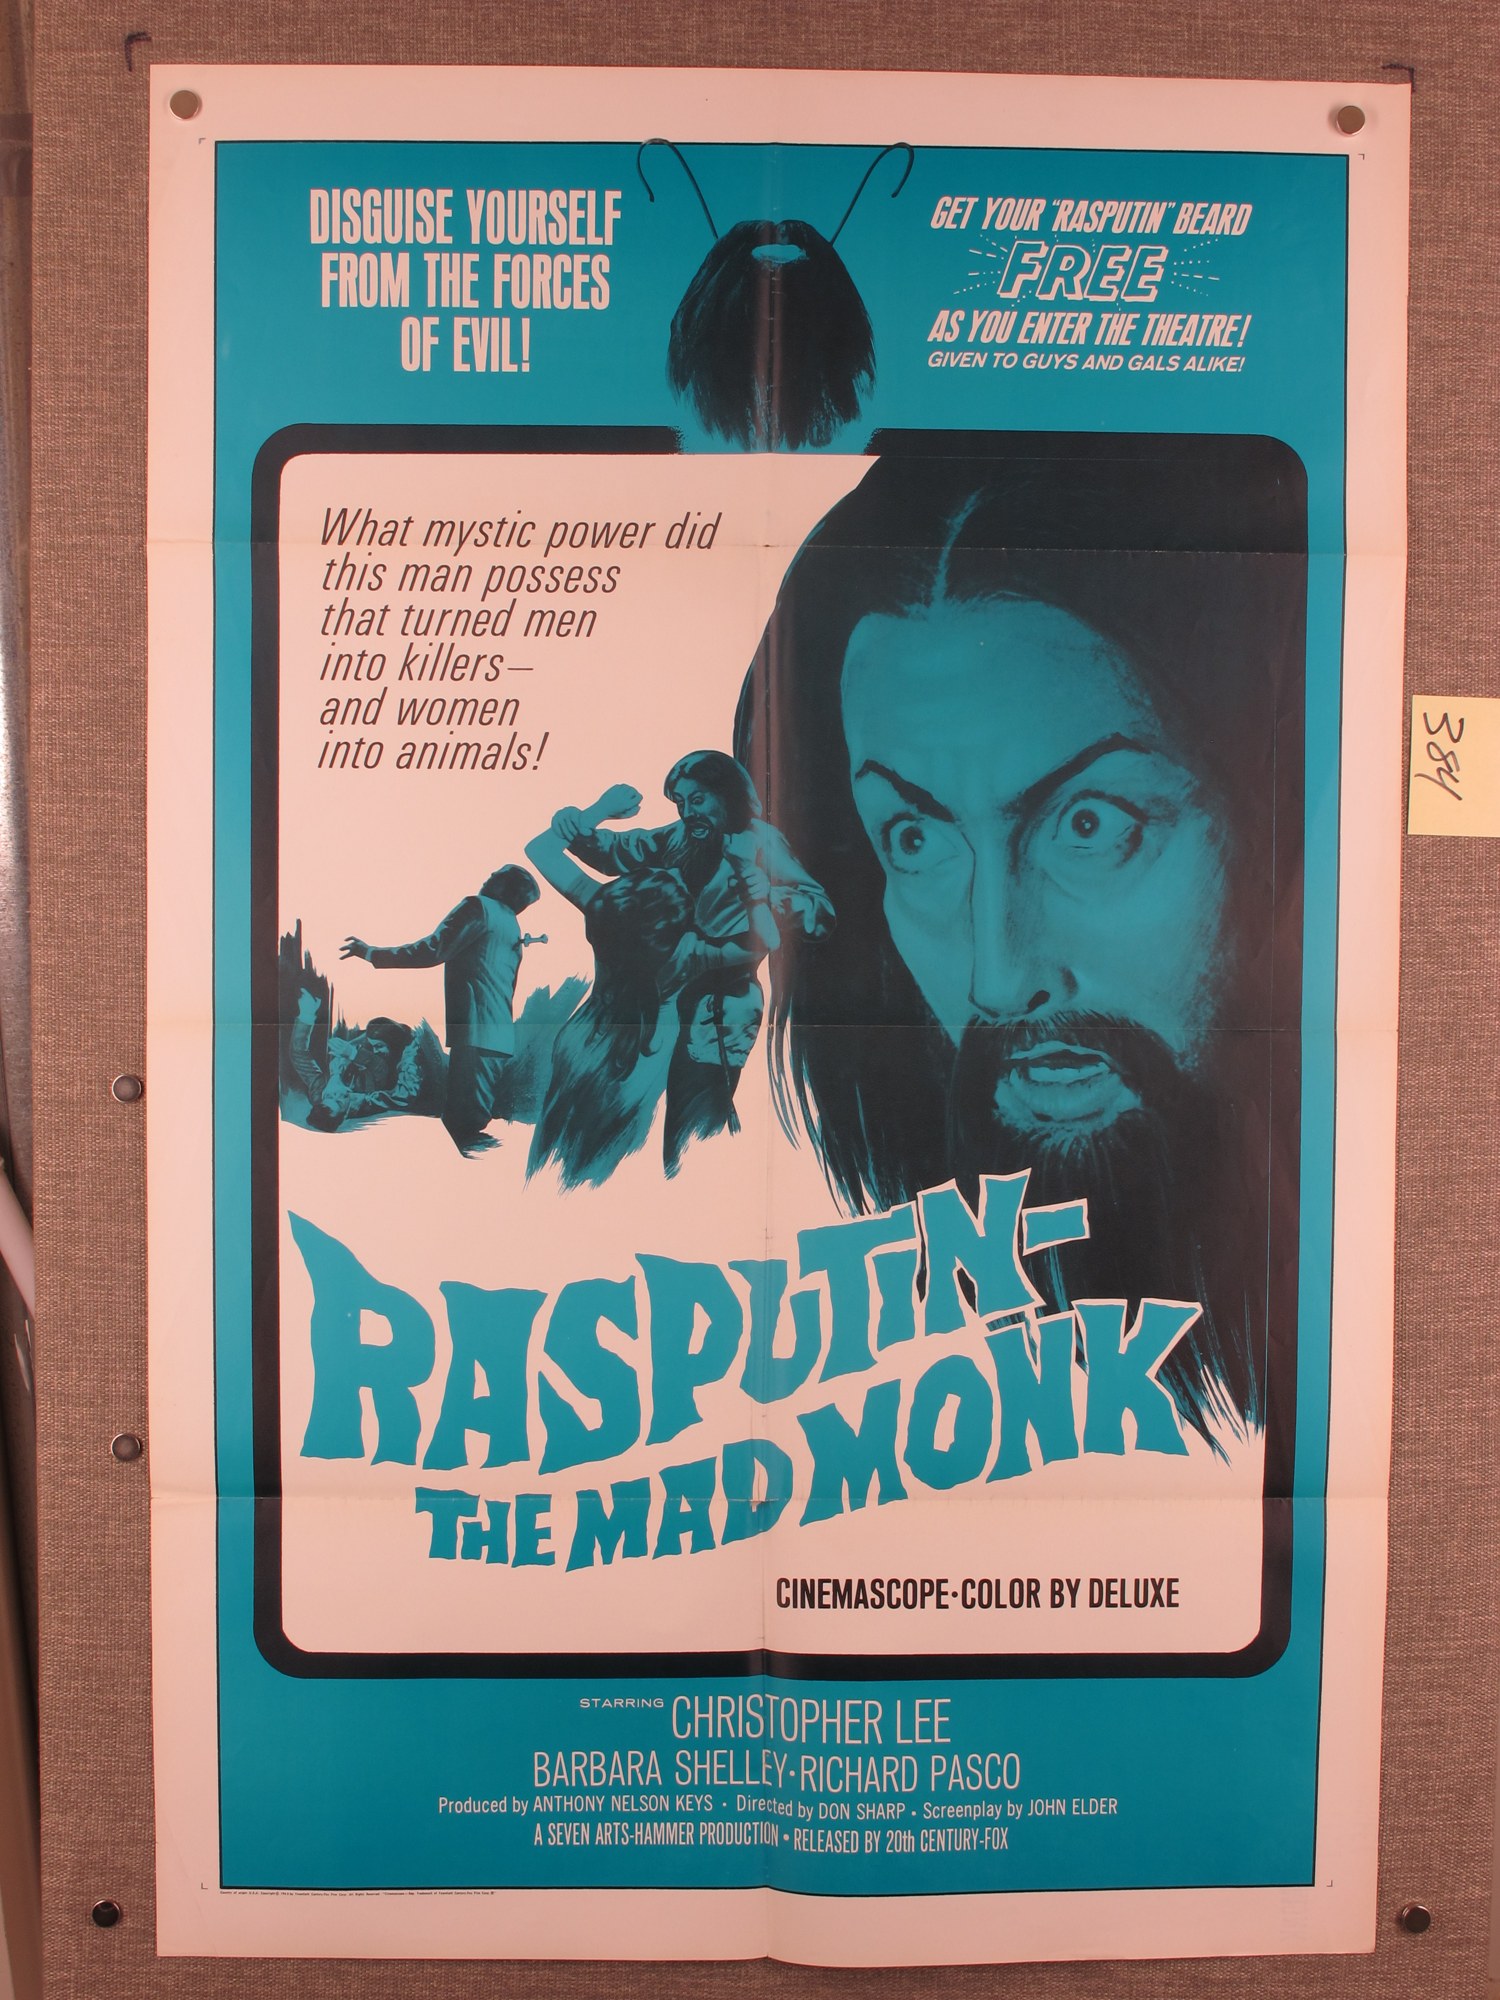 DISGUISE YOURSELF
FROM THE FORCES
OF EVIL!
GET YOUR "RASPUTIN" BEARD
FREE
AS YOU ENTER THE THEATRE!
GIVEN TO GUYS AND GALS ALIKE!
What mystic power did
this man possess
that turned men
into killers—
and women
into animals!
384
RASPUTIN-
THE MAD MONK
CINEMASCOPE·COLOR BY DELUXE
STARRING CHRISTOPHER LEE
BARBARA SHELLEY·RICHARD PASCO
Produced by ANTHONY NELSON KEYS · Directed by DON SHARP · Screenplay by JOHN ELDER
A SEVEN ARTS-HAMMER PRODUCTION · RELEASED BY 20th CENTURY-FOX